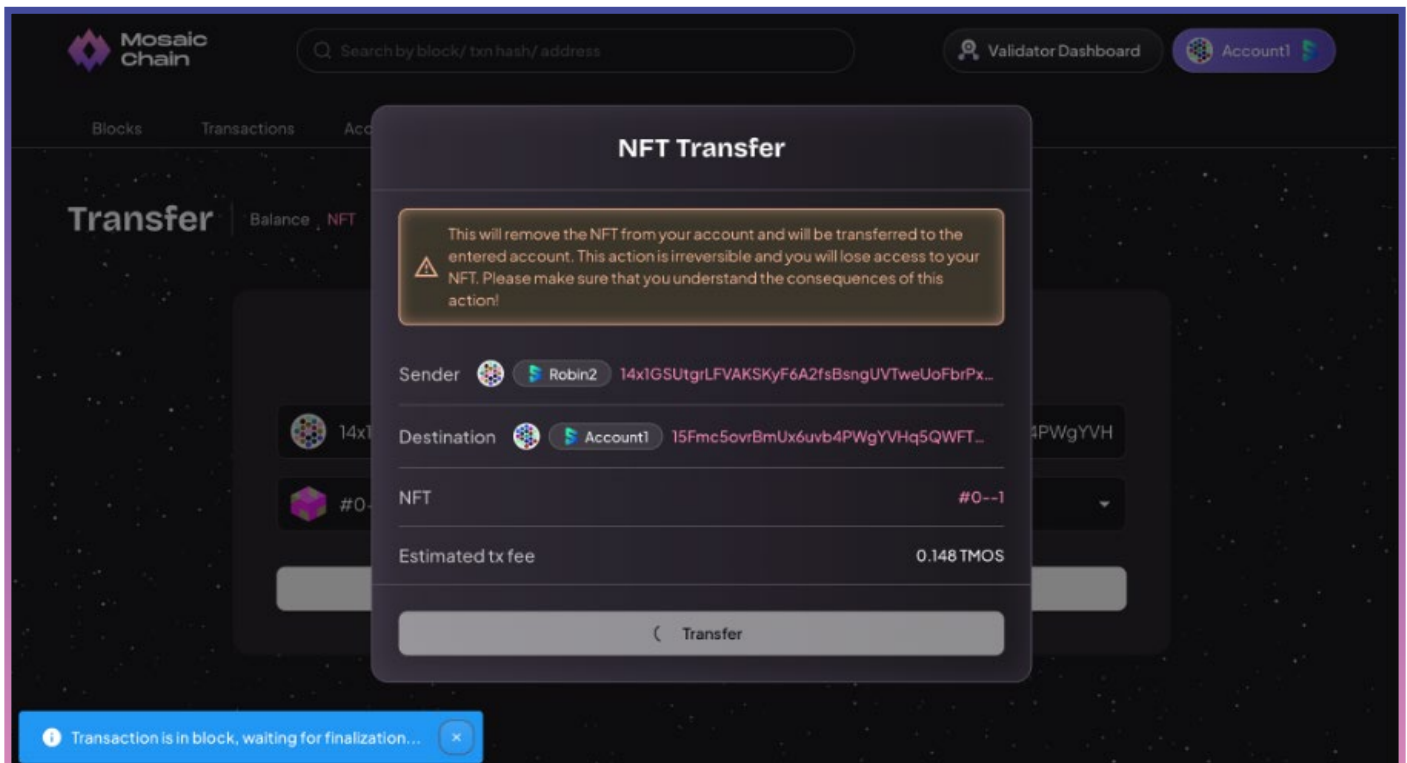 Mosaic
Chain
Search by block/ txn hash/ address
Validator Dashboard
Account1
Blocks Transactions Acc
NFT Transfer
Transfer Balance NFT
This will remove the NFT from your account and will be transferred to the
entered account. This action is irreversible and you will lose access to your
NFT. Please make sure that you understand the consequences of this
action!
Sender Robin2 14x1GSUtgrLFVAKSKyF6A2fsBsngUVTweUoFbrPx...
14x1
Destination Account1 15Fmc5ovrBmUx6uvb4PWgYVHq5QWFT...
4PWgYVH
NFT #0--1
#0-
Estimated tx fee 0.148 TMOS
Transfer
Transaction is in block, waiting for finalization...